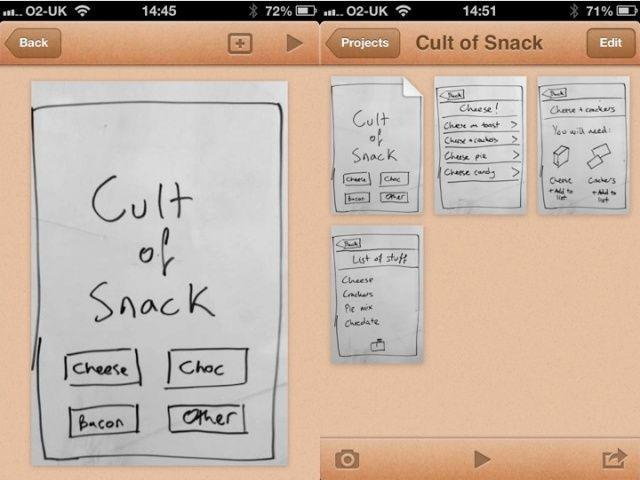 O2-UK 14:45 72%
Back
Cult
of
Snack
Cheese Choc
Bacon Other
O2-UK 14:51 71%
Projects Cult of Snack Edit
Cult
of
Snack
Cheese Choc
Bacon Other
Back
Cheese!
Cheese on toast >
Cheese + crackers >
Cheese pie >
Cheese candy >
Back
Cheese + crackers
You will need:
Cheese Crackers
+ Add to + Add to
list list
Back
List of stuff
Cheese
Crackers
Pie mix
Chocolate